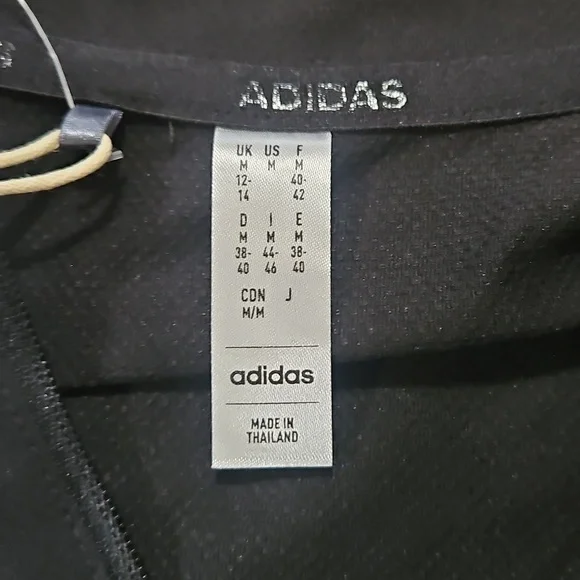 S
ADIDAS
UK US F
M M M
12- 40-
14 42
D I E
M M M
38- 44- 38-
40 46 40
CDN J
M/M
adidas
MADE IN
THAILAND